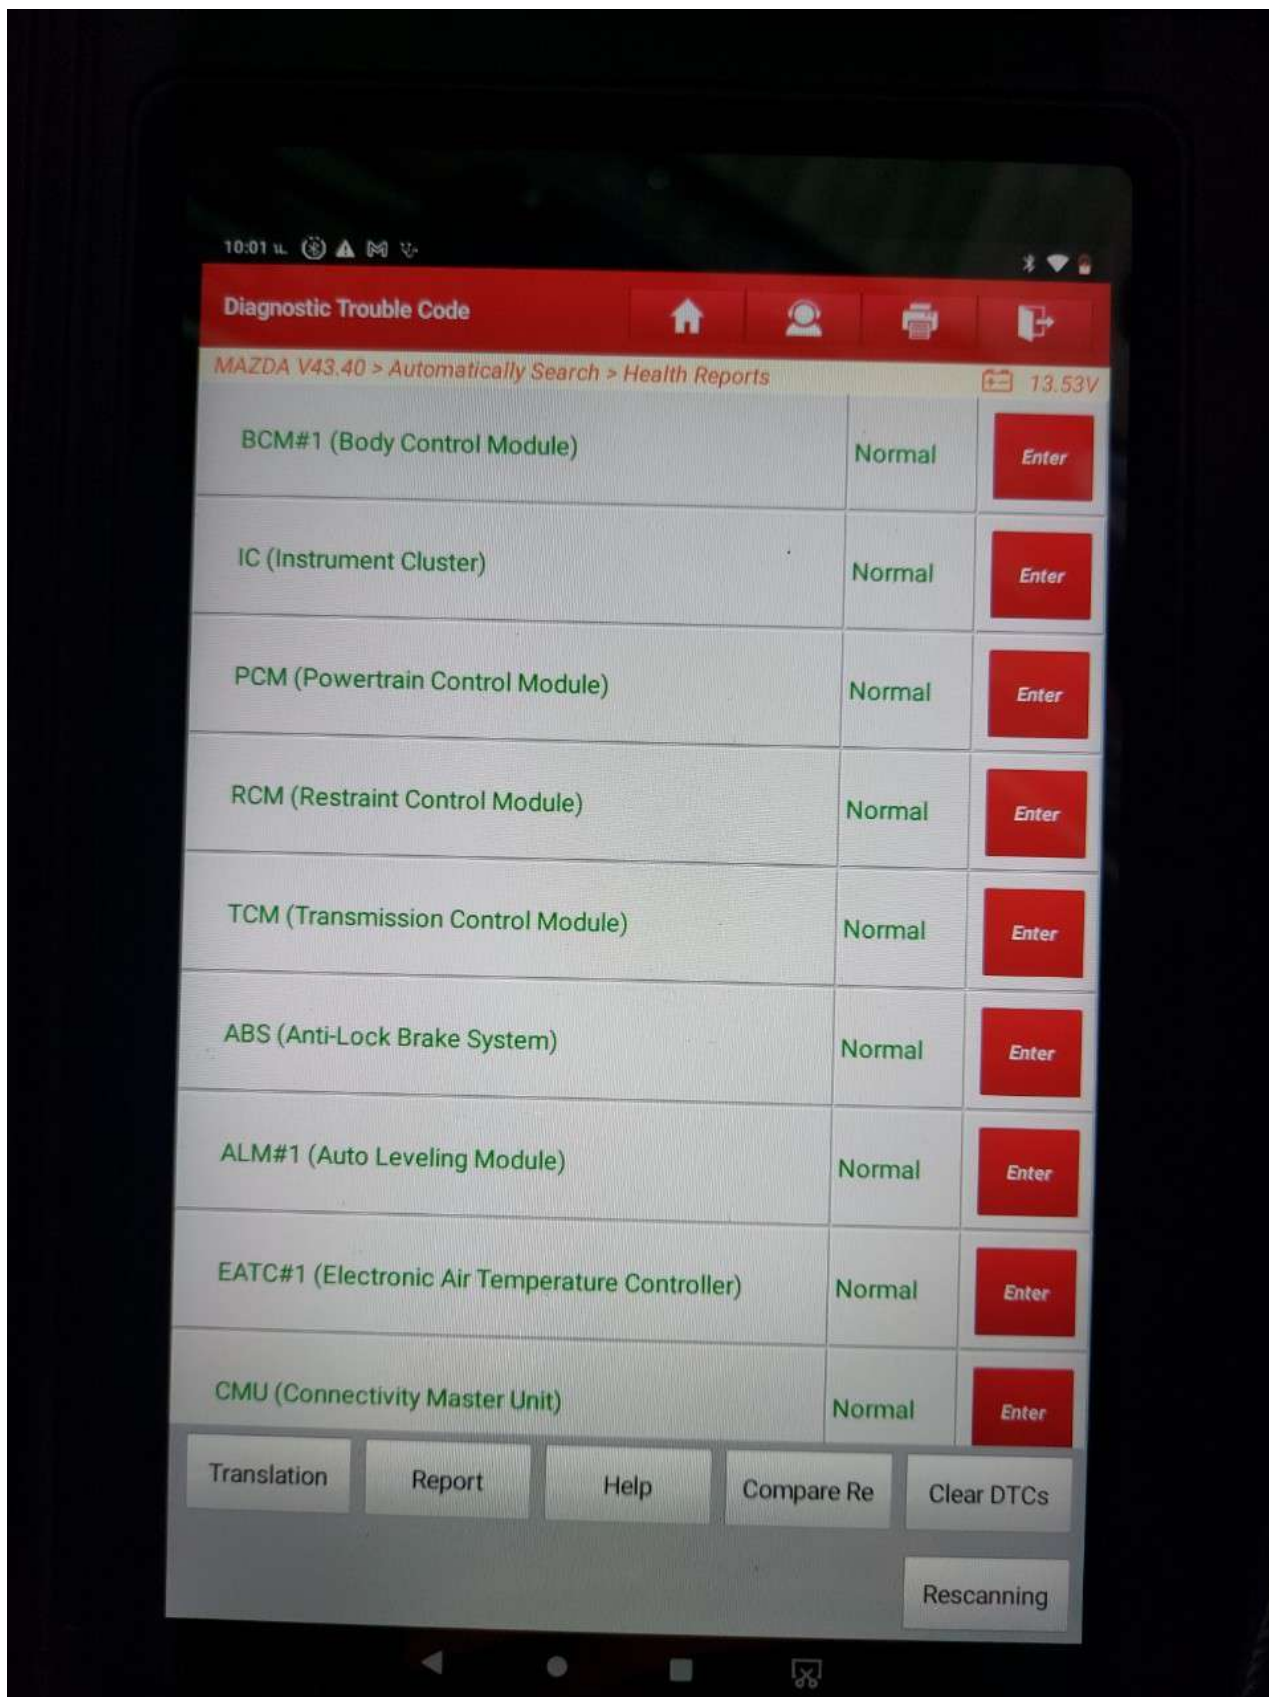 10:01 น.
Diagnostic Trouble Code
MAZDA V43.40 > Automatically Search > Health Reports 13.53V
BCM#1 (Body Control Module) Normal Enter
IC (Instrument Cluster) Normal Enter
PCM (Powertrain Control Module) Normal Enter
RCM (Restraint Control Module) Normal Enter
TCM (Transmission Control Module) Normal Enter
ABS (Anti-Lock Brake System) Normal Enter
ALM#1 (Auto Leveling Module) Normal Enter
EATC#1 (Electronic Air Temperature Controller) Normal Enter
CMU (Connectivity Master Unit) Normal Enter
Translation Report Help Compare Re Clear DTCs
Rescanning